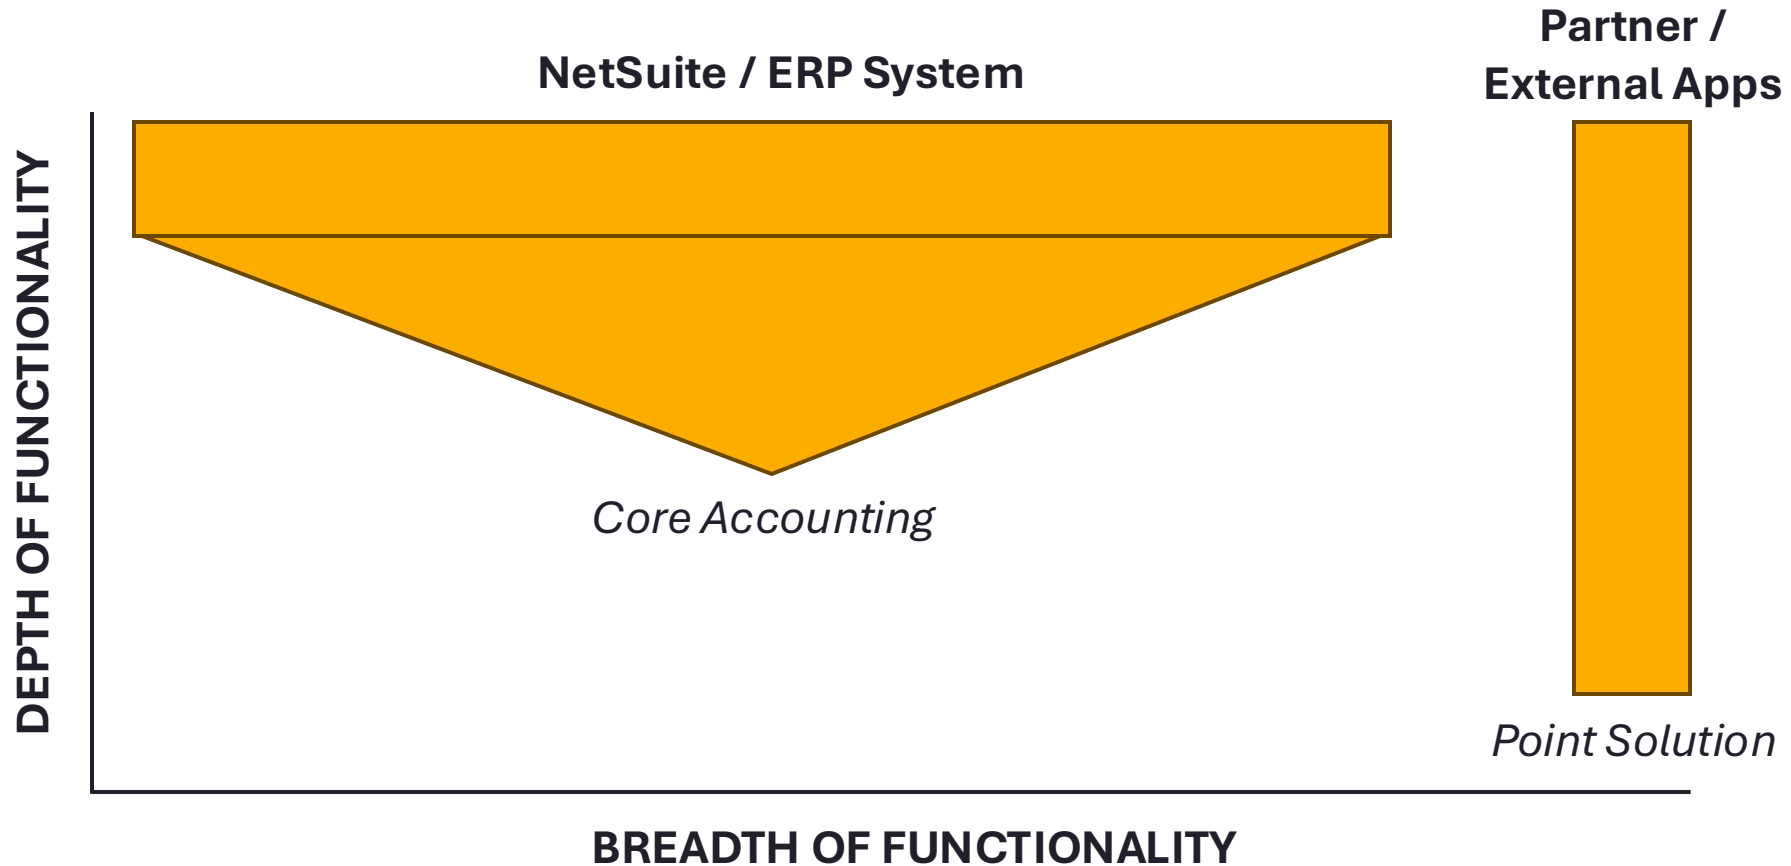 Partner /
External Apps
NetSuite / ERP System
DEPTH OF FUNCTIONALITY
Core Accounting
Point Solution
BREADTH OF FUNCTIONALITY